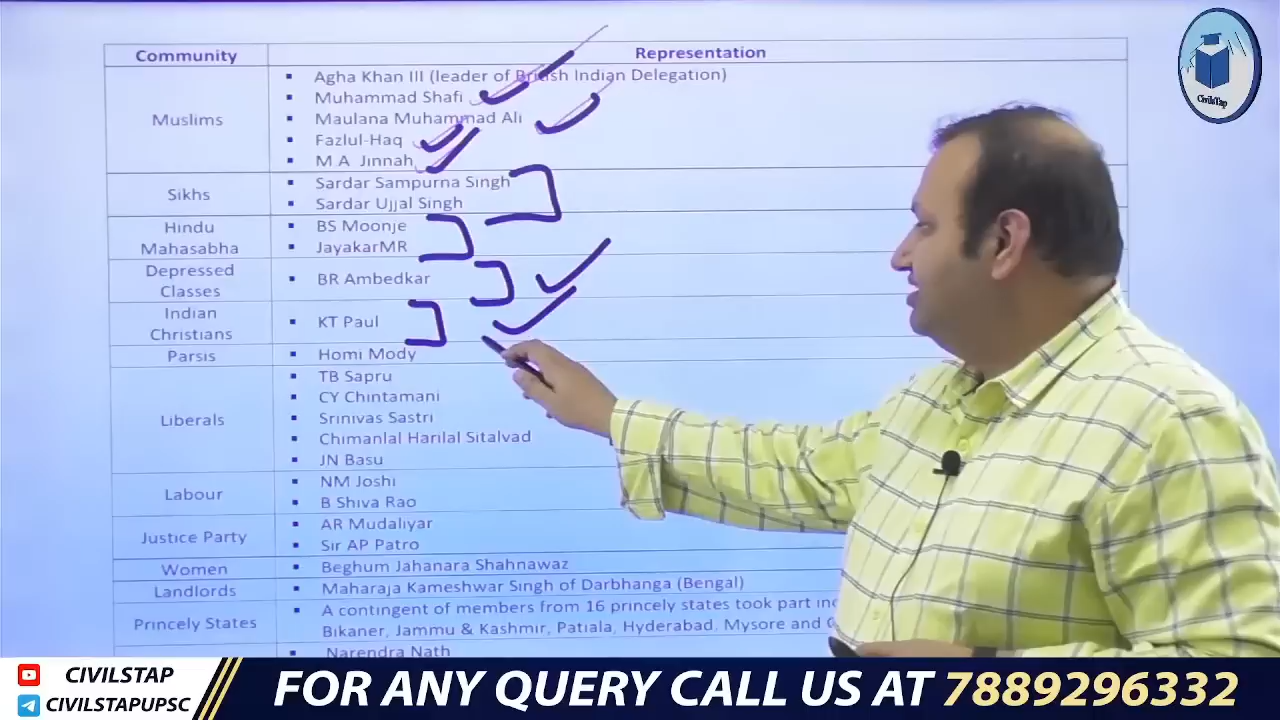 Community Representation
Muslims
▪ Agha Khan III (leader of British Indian Delegation)
▪ Muhammad Shafi
▪ Maulana Muhammad Ali
▪ Fazlul-Haq
▪ M A Jinnah
Sikhs
▪ Sardar Sampurna Singh
▪ Sardar Ujjal Singh
Hindu
Mahasabha
▪ BS Moonje
▪ JayakarMR
Depressed
Classes
▪ BR Ambedkar
Indian
Christians
▪ KT Paul
Parsis
▪ Homi Mody
Liberals
▪ TB Sapru
▪ CY Chintamani
▪ Srinivas Sastri
▪ Chimanlal Harilal Sitalvad
▪ JN Basu
Labour
▪ NM Joshi
▪ B Shiva Rao
Justice Party
▪ AR Mudaliyar
▪ Sir AP Patro
Women
▪ Beghum Jahanara Shahnawaz
Landlords
▪ Maharaja Kameshwar Singh of Darbhanga (Bengal)
Princely States
▪ A contingent of members from 16 princely states took part
Bikaner, Jammu & Kashmir, Patiala, Hyderabad, Mysore and
Narendra Nath
CivilsTap
CIVILSTAP
CIVILSTAPUPSC
FOR ANY QUERY CALL US AT 7889296332